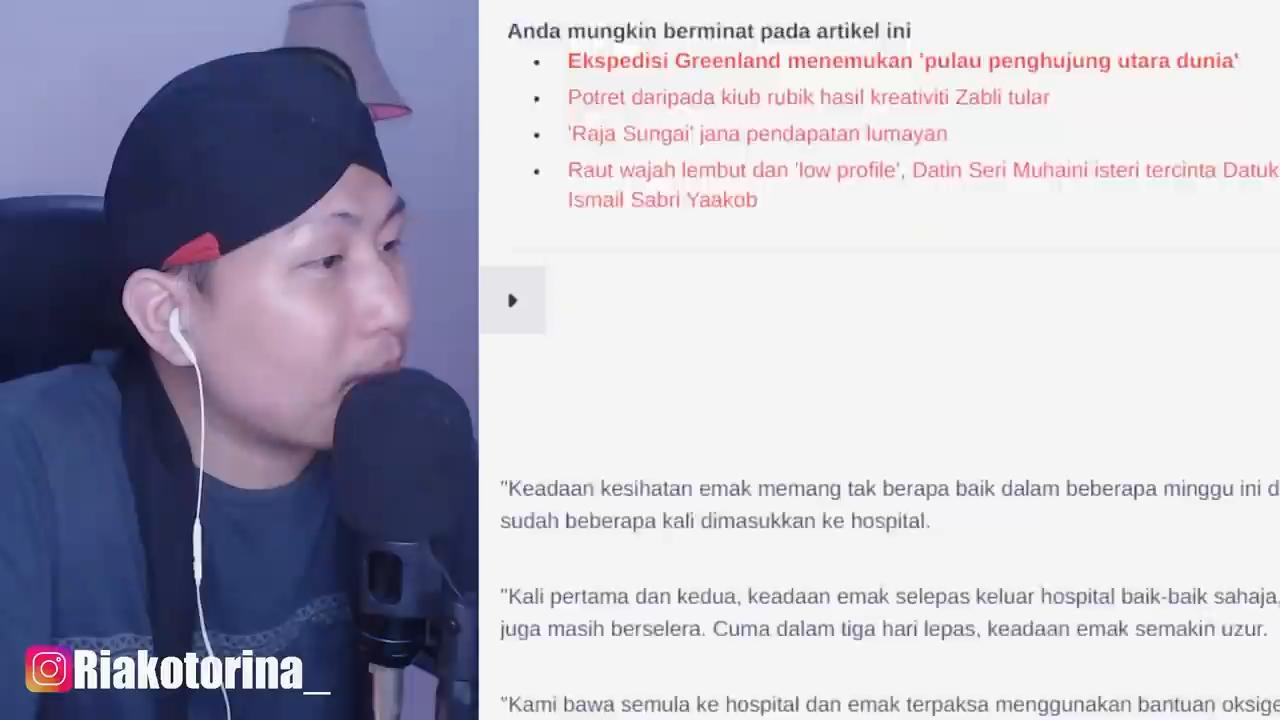 Anda mungkin berminat pada artikel ini
Ekspedisi Greenland menemukan 'pulau penghujung utara dunia'
Potret daripada kiub rubik hasil kreativiti Zabli tular
'Raja Sungai' jana pendapatan lumayan
Raut wajah lembut dan 'low profile', Datin Seri Muhaini isteri tercinta Datuk
Ismail Sabri Yaakob
"Keadaan kesihatan emak memang tak berapa baik dalam beberapa minggu ini d
sudah beberapa kali dimasukkan ke hospital.
"Kali pertama dan kedua, keadaan emak selepas keluar hospital baik-baik sahaja,
juga masih berselera. Cuma dalam tiga hari lepas, keadaan emak semakin uzur.
"Kami bawa semula ke hospital dan emak terpaksa menggunakan bantuan oksige
Riakotorina_